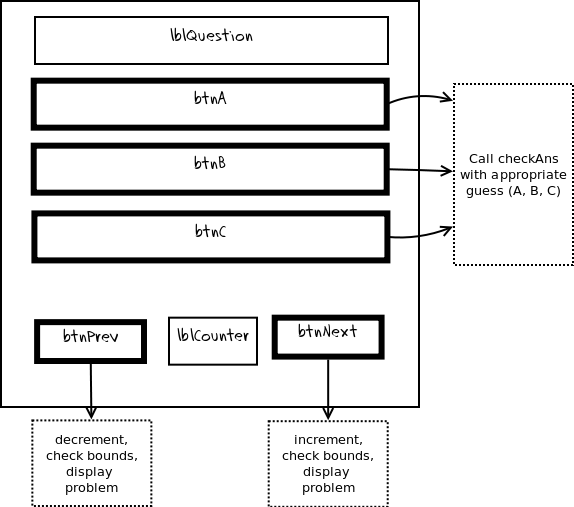 lblQuestion
btnA
btnB
btnC
Call checkAns
with appropriate
guess (A, B, C)
btnPrev
lblCounter
btnNext
decrement,
check bounds,
display
problem
increment,
check bounds,
display
problem